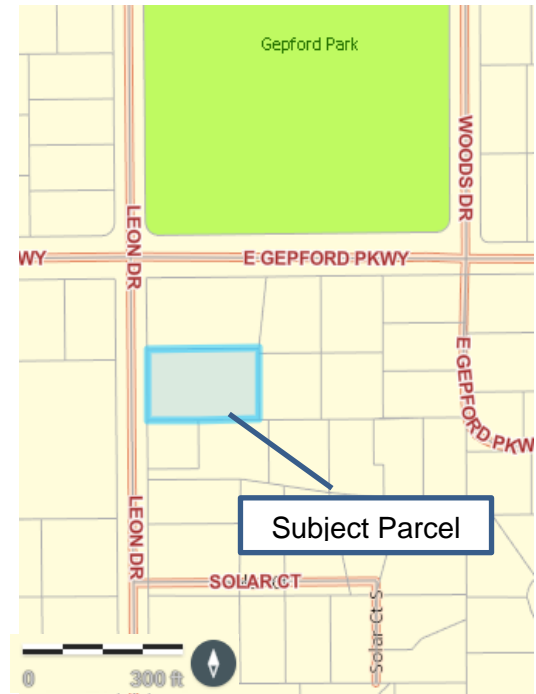 Gepford Park
WOODS DR
LEON DR
WY
E GEPFORD PKWY
E GEPFORD PKW
Subject Parcel
LEON DR
SOLAR CT
Solar Ct S
0 300 ft